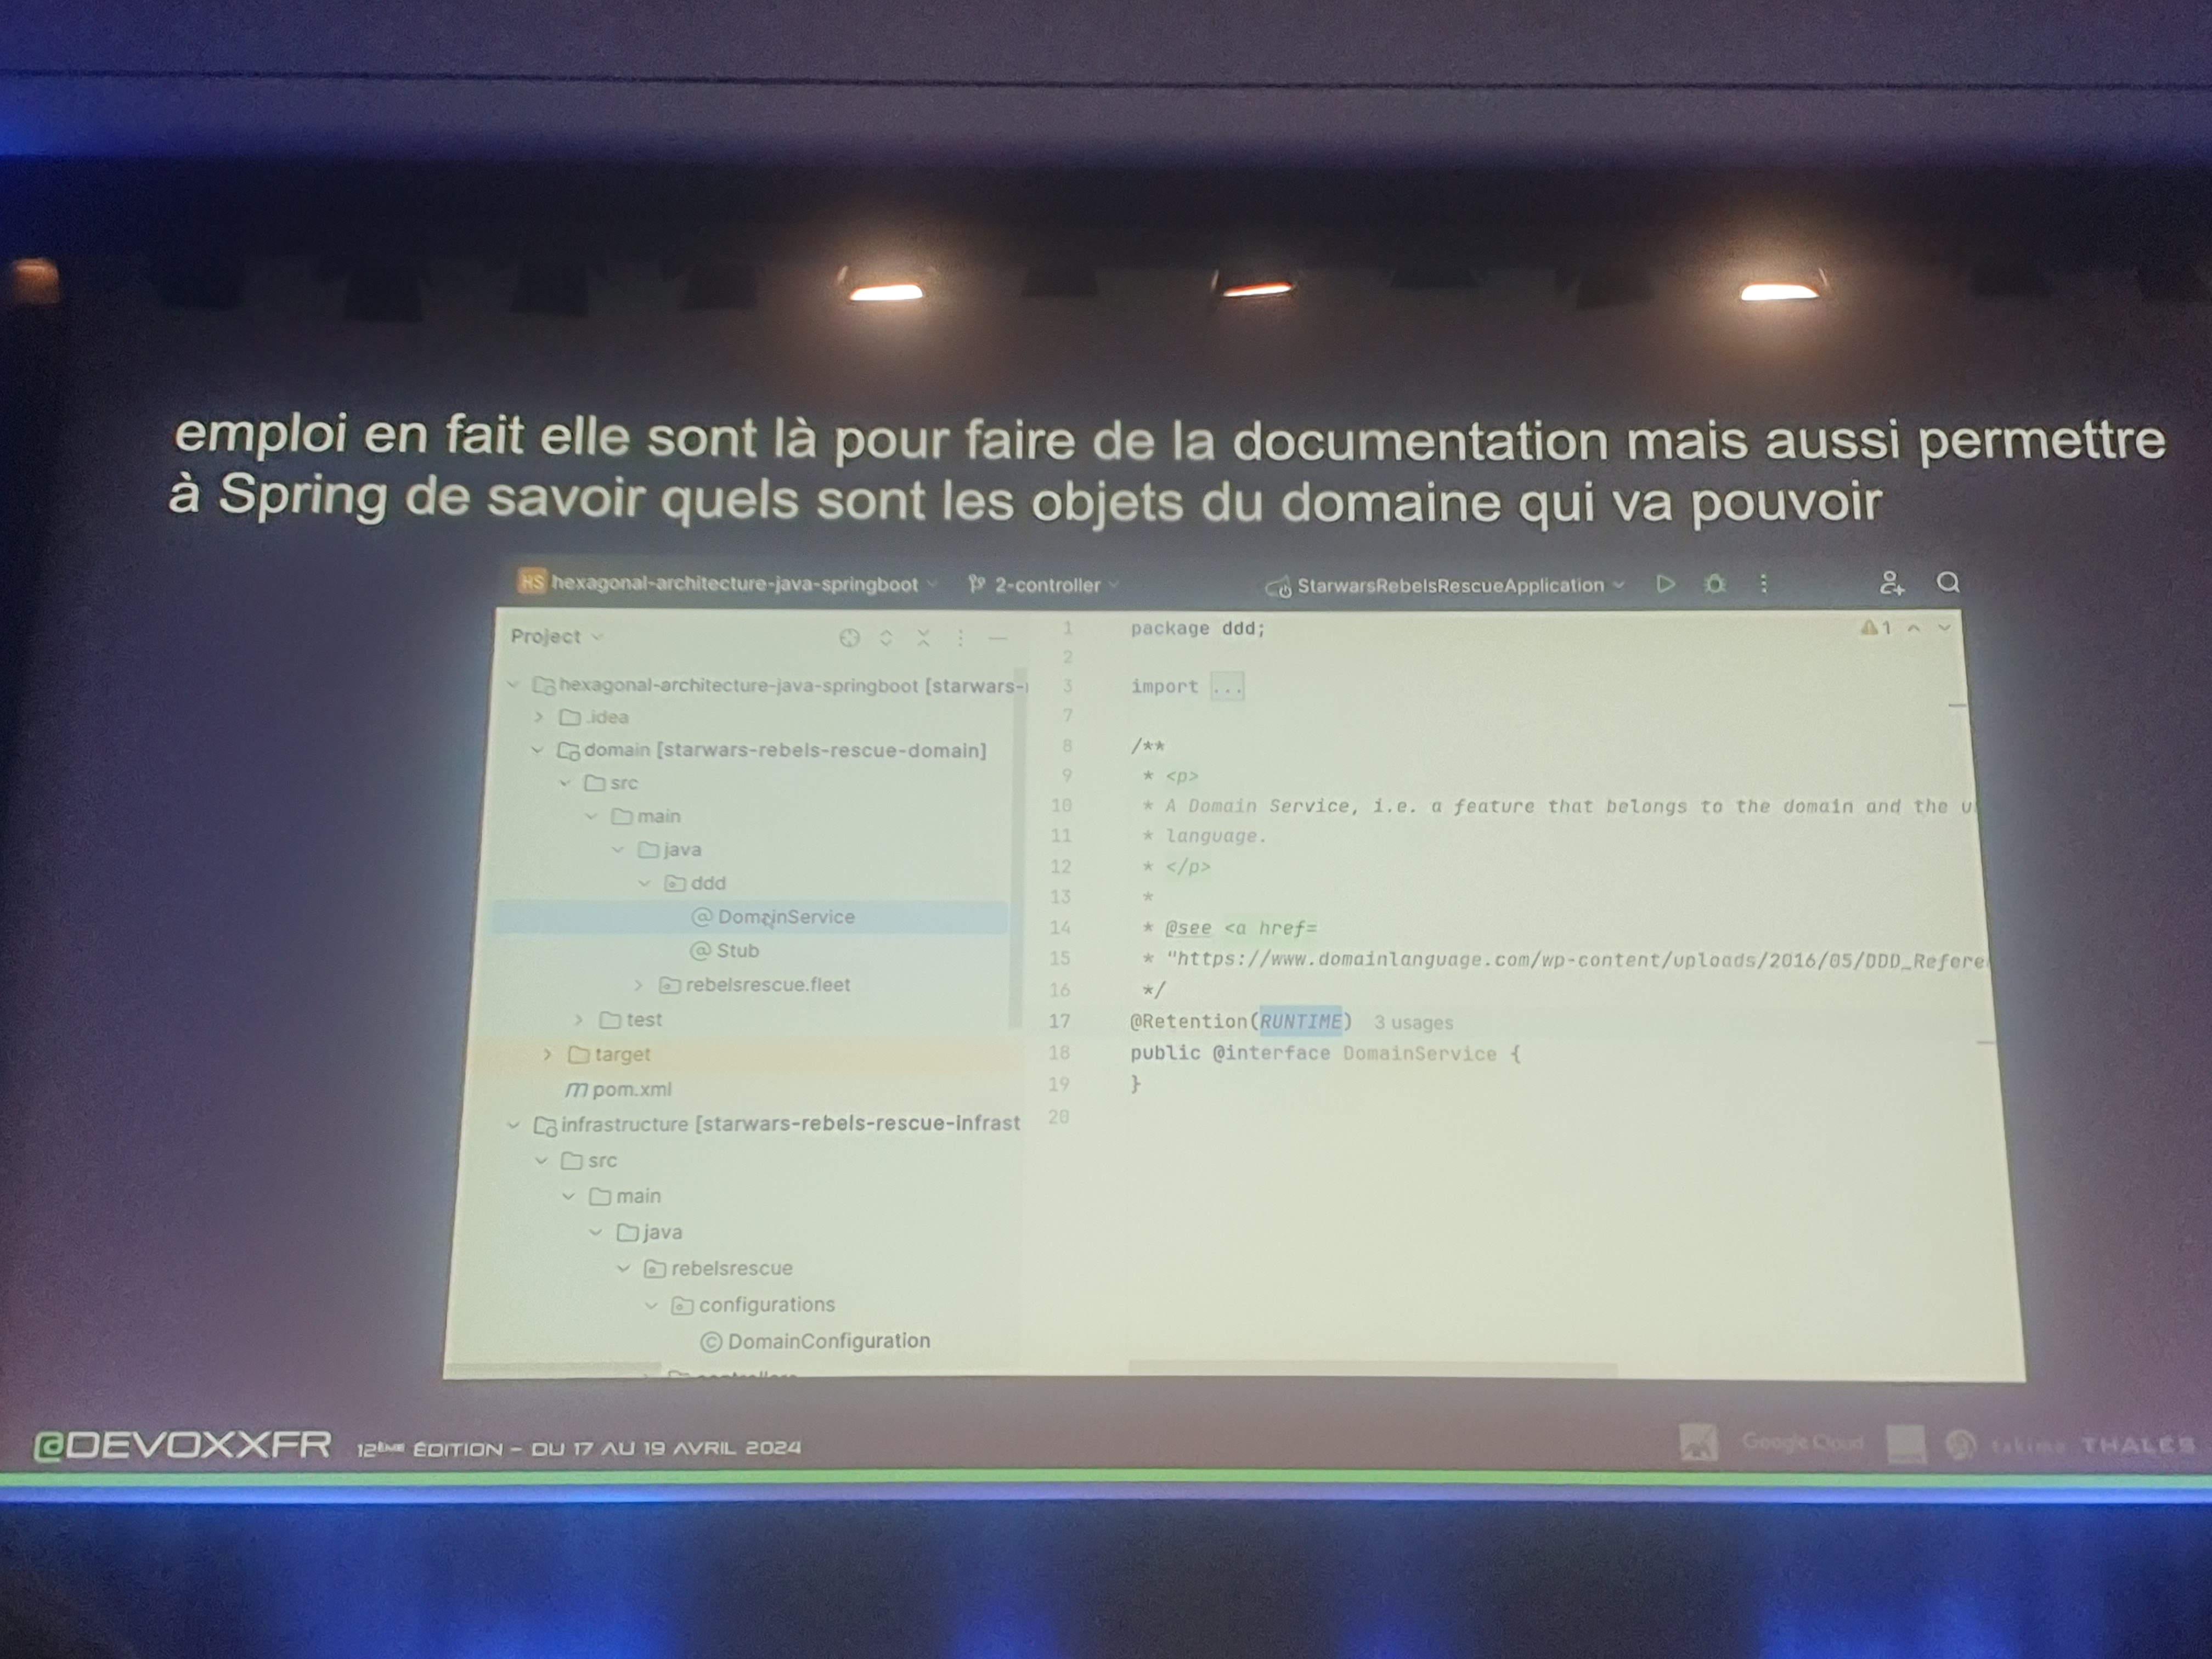 emploi en fait elle sont là pour faire de la documentation mais aussi permettre
à Spring de savoir quels sont les objets du domaine qui va pouvoir
HS hexagonal-architecture-java-springboot 2-controller StarwarsRebelsRescueApplication
Project
hexagonal-architecture-java-springboot [starwars-
.idea
domain [starwars-rebels-rescue-domain]
src
main
java
ddd
@ DomainService
@ Stub
rebelsrescue.fleet
test
target
m pom.xml
infrastructure [starwars-rebels-rescue-infrast
src
main
java
rebelsrescue
configurations
© DomainConfiguration
1 package ddd;
2
3 import ...
7
8 /**
9 * <p>
10 * A Domain Service, i.e. a feature that belongs to the domain and the u
11 * language.
12 * </p>
13 *
14 * @see <a href=
15 * "https://www.domainlanguage.com/wp-content/uploads/2016/05/DDD_Refere
16 */
17 @Retention(RUNTIME) 3 usages
18 public @interface DomainService {
19 }
20
1
@DEVOXXFR 12ÈME ÉDITION – DU 17 AU 19 AVRIL 2024
Google Cloud takima THALES